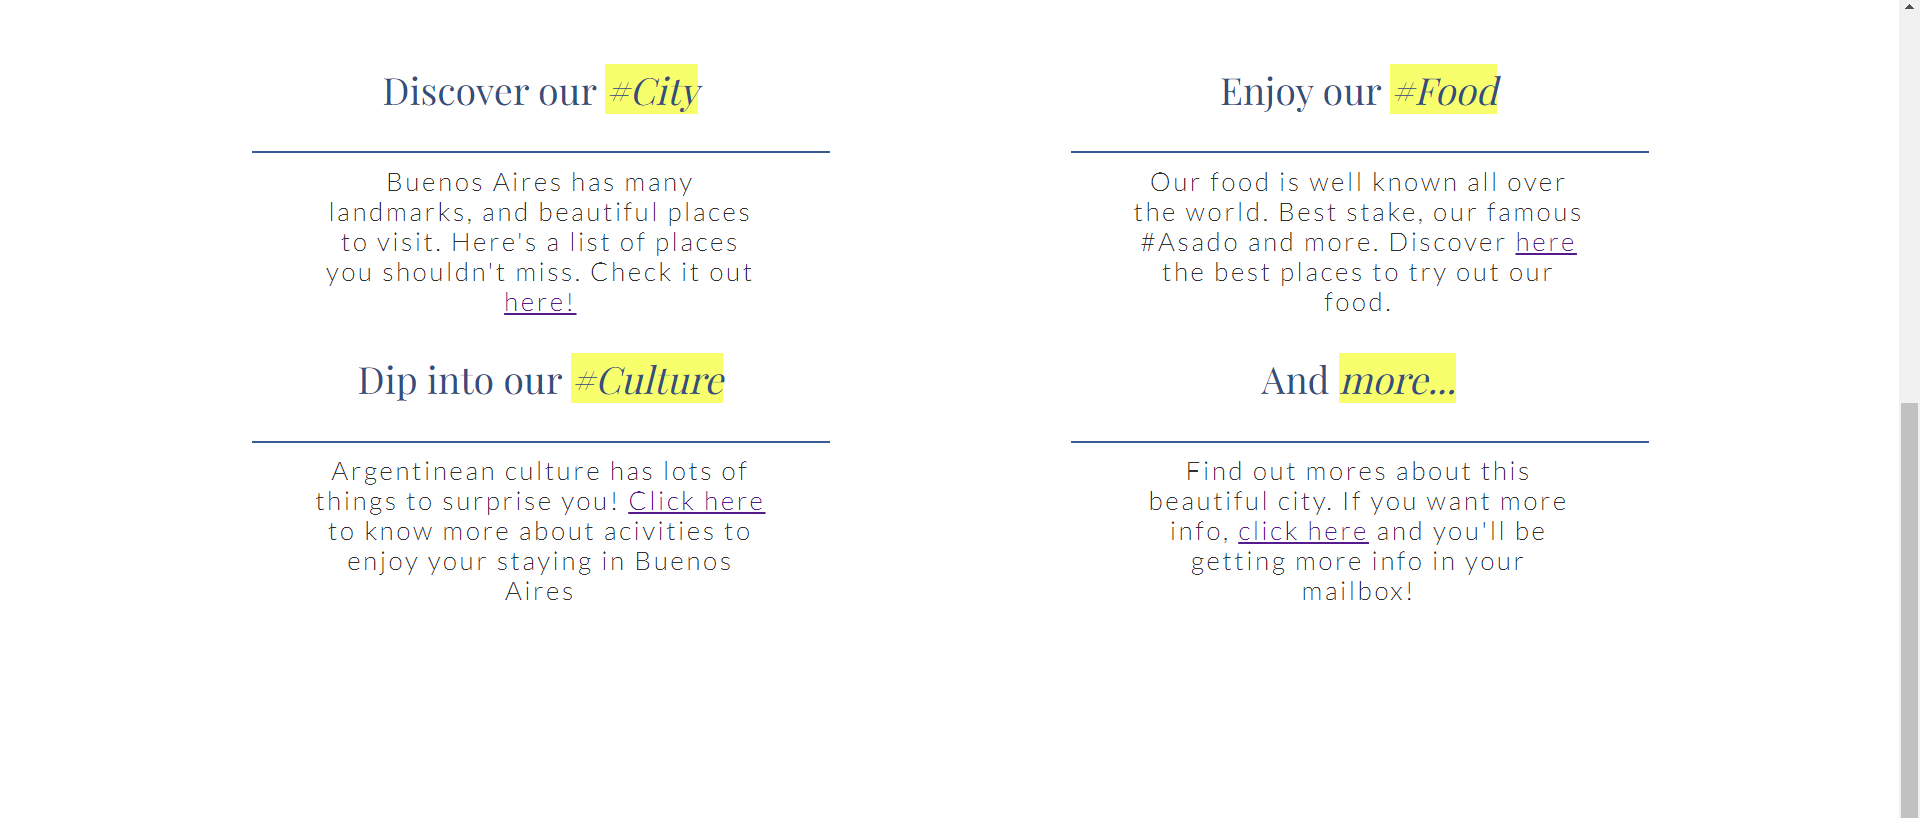 Discover our #City
Buenos Aires has many
landmarks, and beautiful places
to visit. Here's a list of places
you shouldn't miss. Check it out
here!
Enjoy our #Food
Our food is well known all over
the world. Best stake, our famous
#Asado and more. Discover here
the best places to try out our
food.
Dip into our #Culture
Argentinean culture has lots of
things to surprise you! Click here
to know more about acivities to
enjoy your staying in Buenos
Aires
And more...
Find out mores about this
beautiful city. If you want more
info, click here and you'll be
getting more info in your
mailbox!